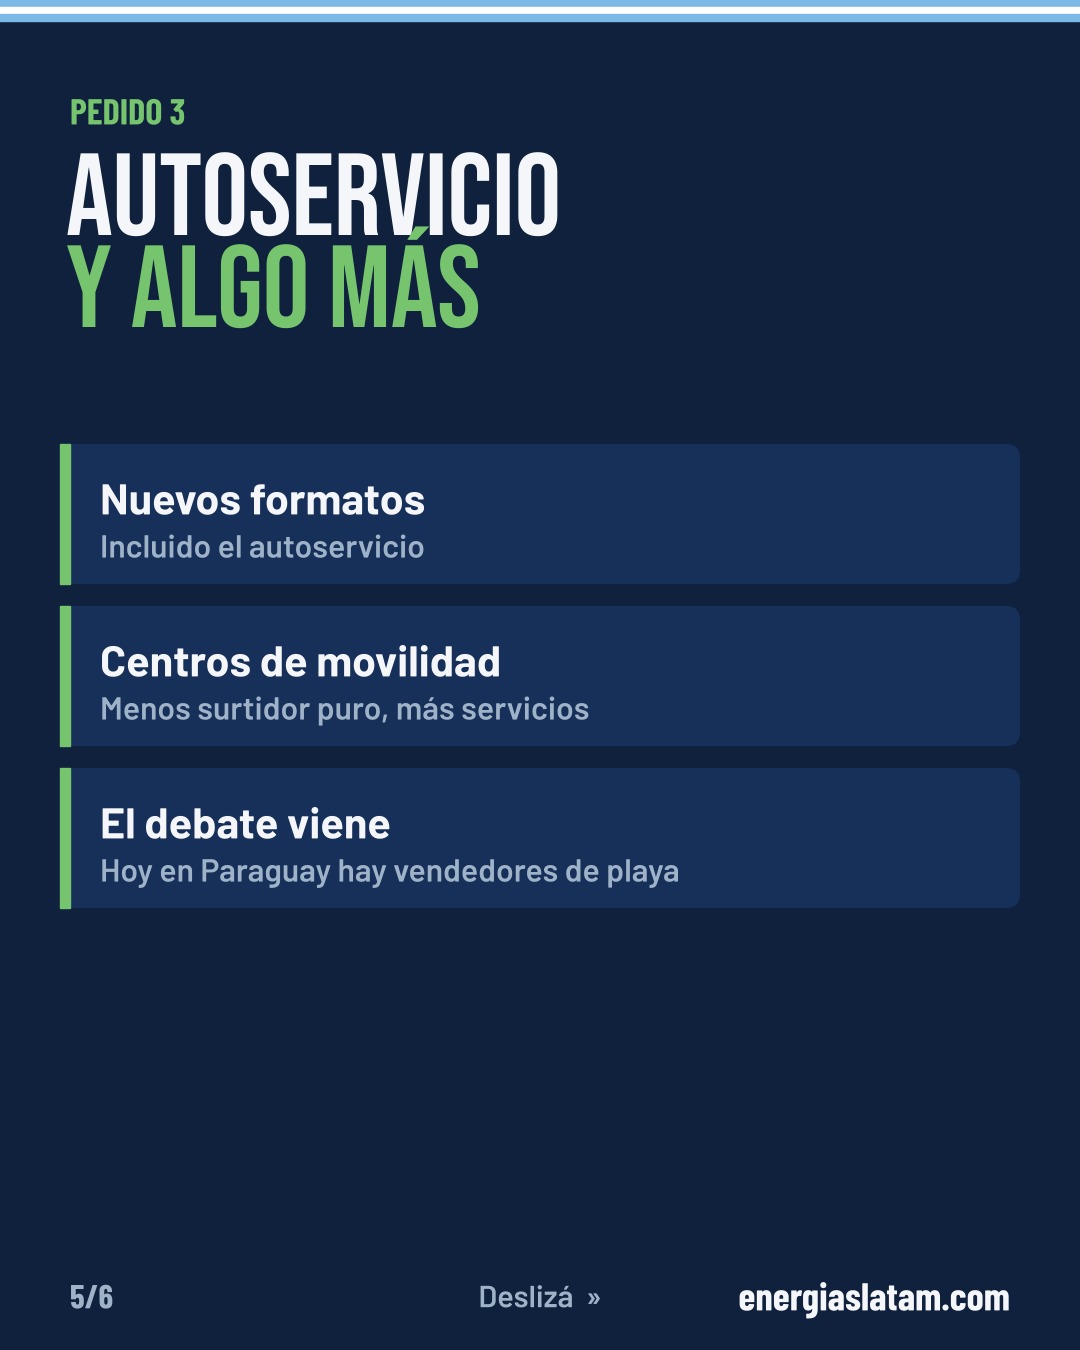 PEDIDO 3
AUTOSERVICIO
Y ALGO MÁS
Nuevos formatos
Incluido el autoservicio
Centros de movilidad
Menos surtidor puro, más servicios
El debate viene
Hoy en Paraguay hay vendedores de playa
5/6
Deslizá »
energiaslatam.com